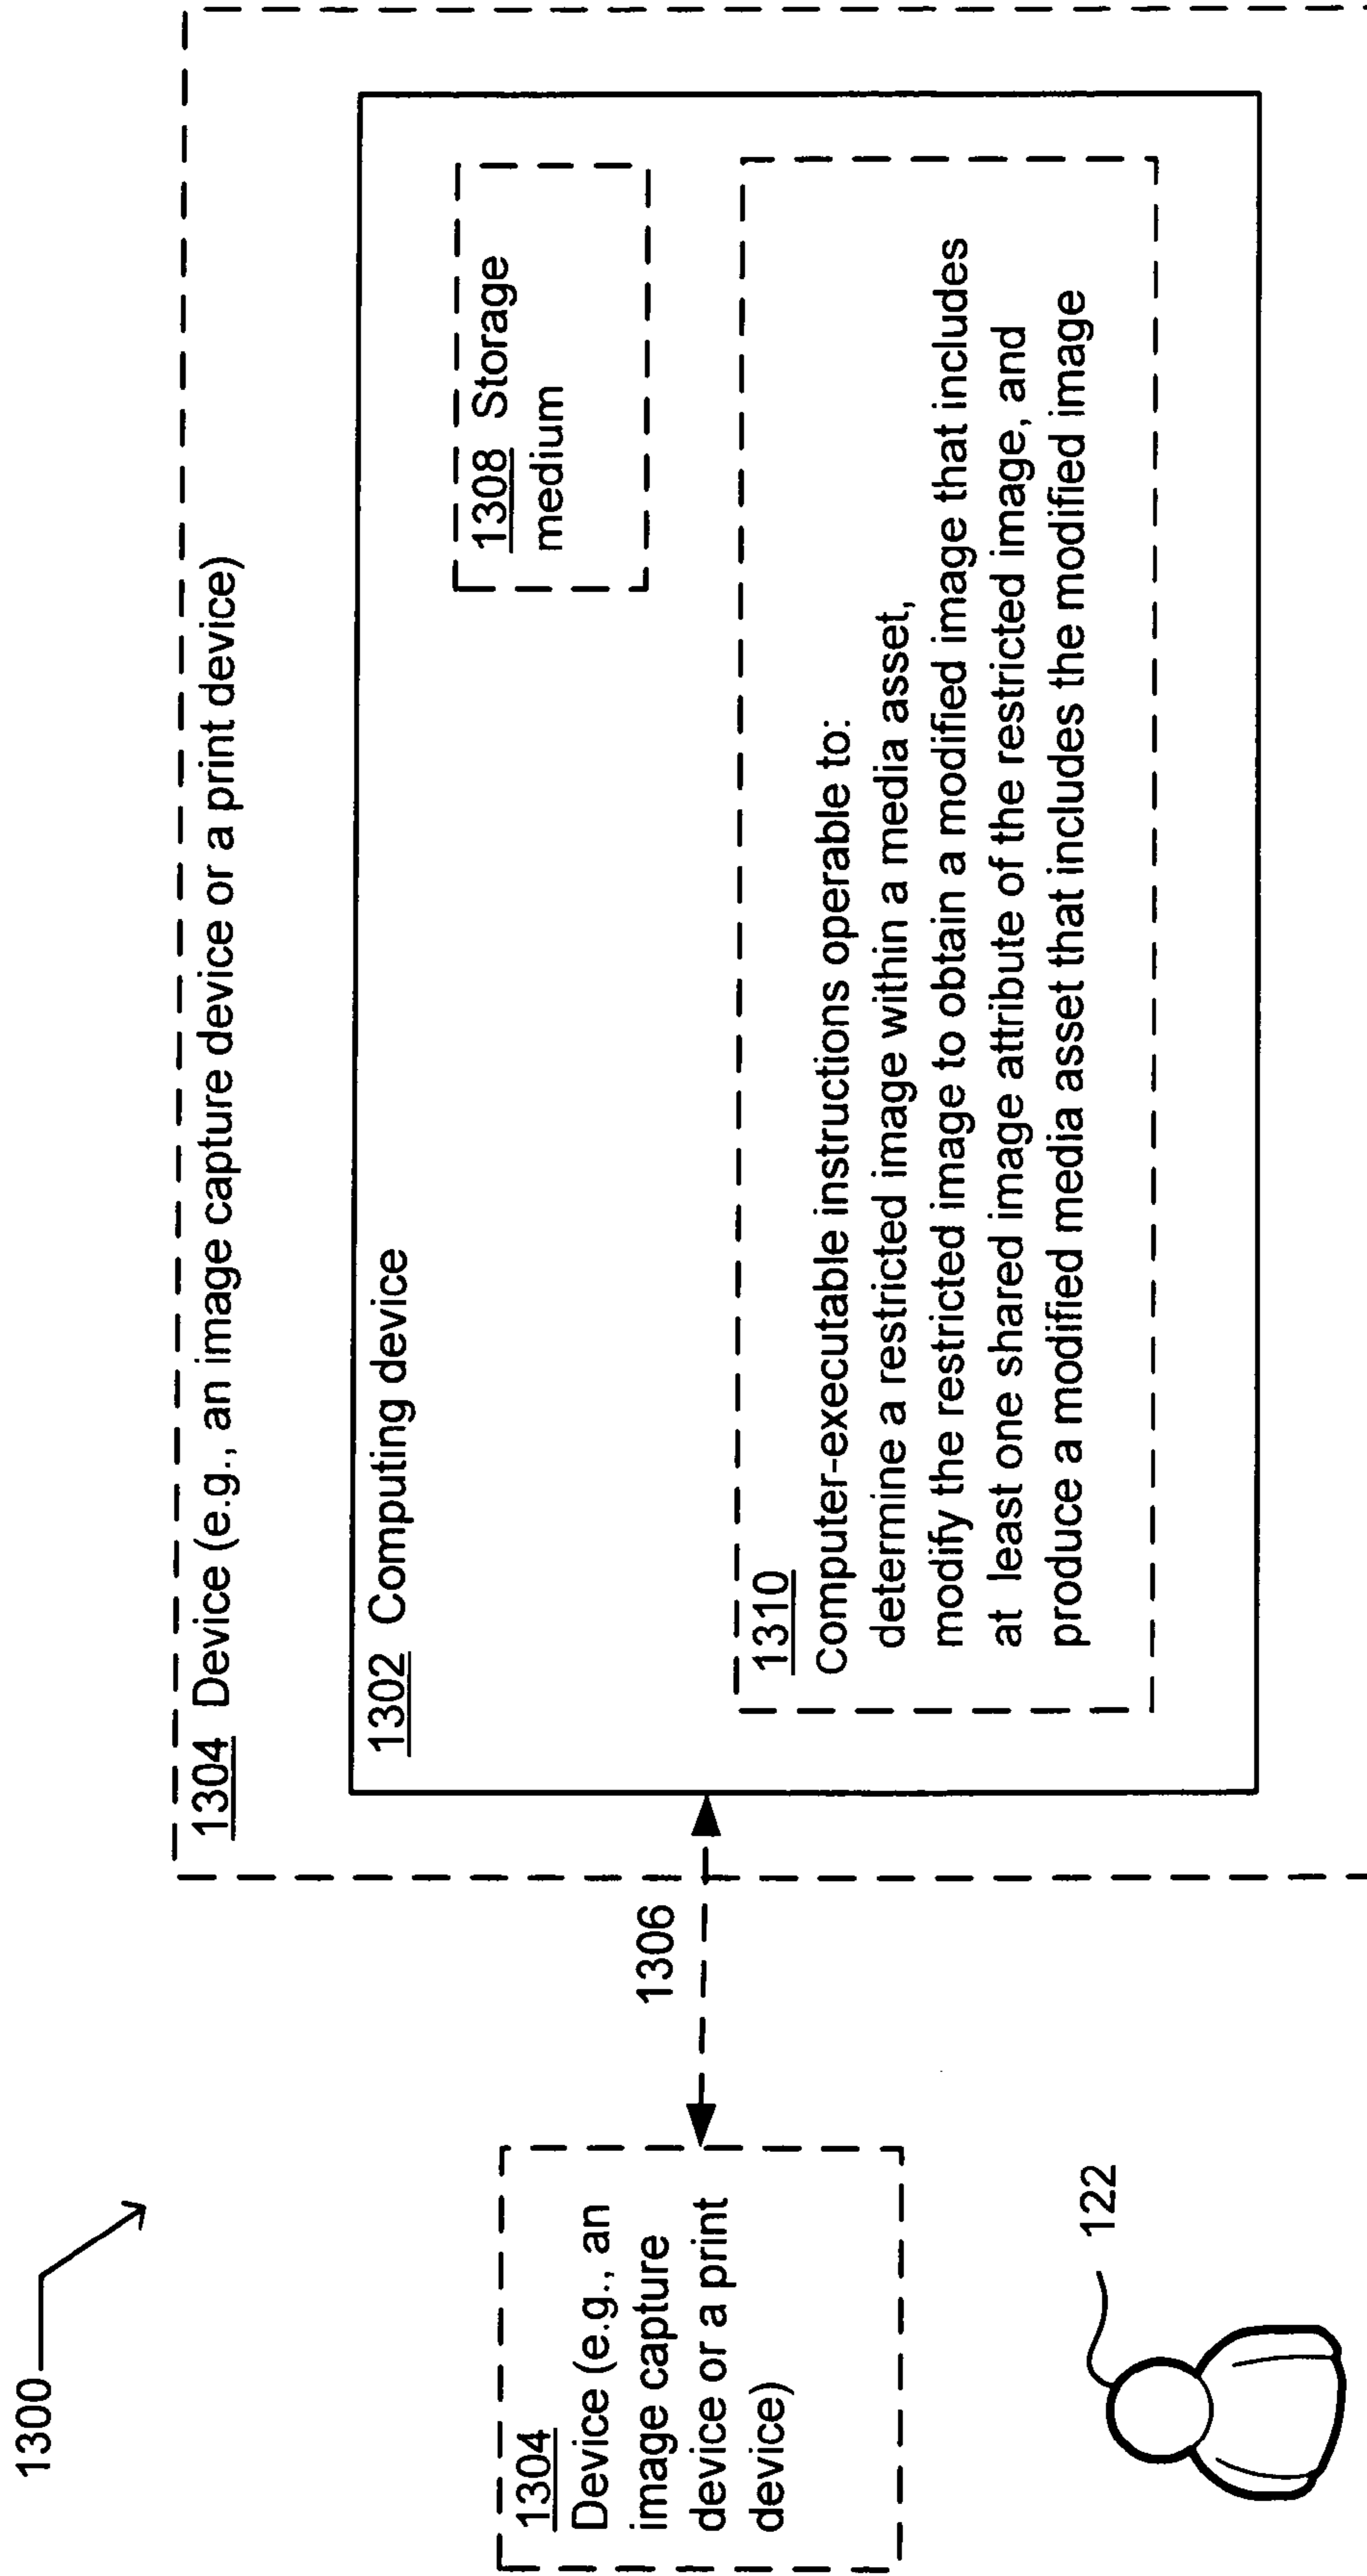 1300
1304 Device (e.g., an image capture device or a print device)
1302 Computing device
1308 Storage
medium
1310
Computer-executable instructions operable to:
determine a restricted image within a media asset,
modify the restricted image to obtain a modified image that includes
at least one shared image attribute of the restricted image, and
produce a modified media asset that includes the modified image
1306
1304
Device (e.g., an
image capture
device or a print
device)
122